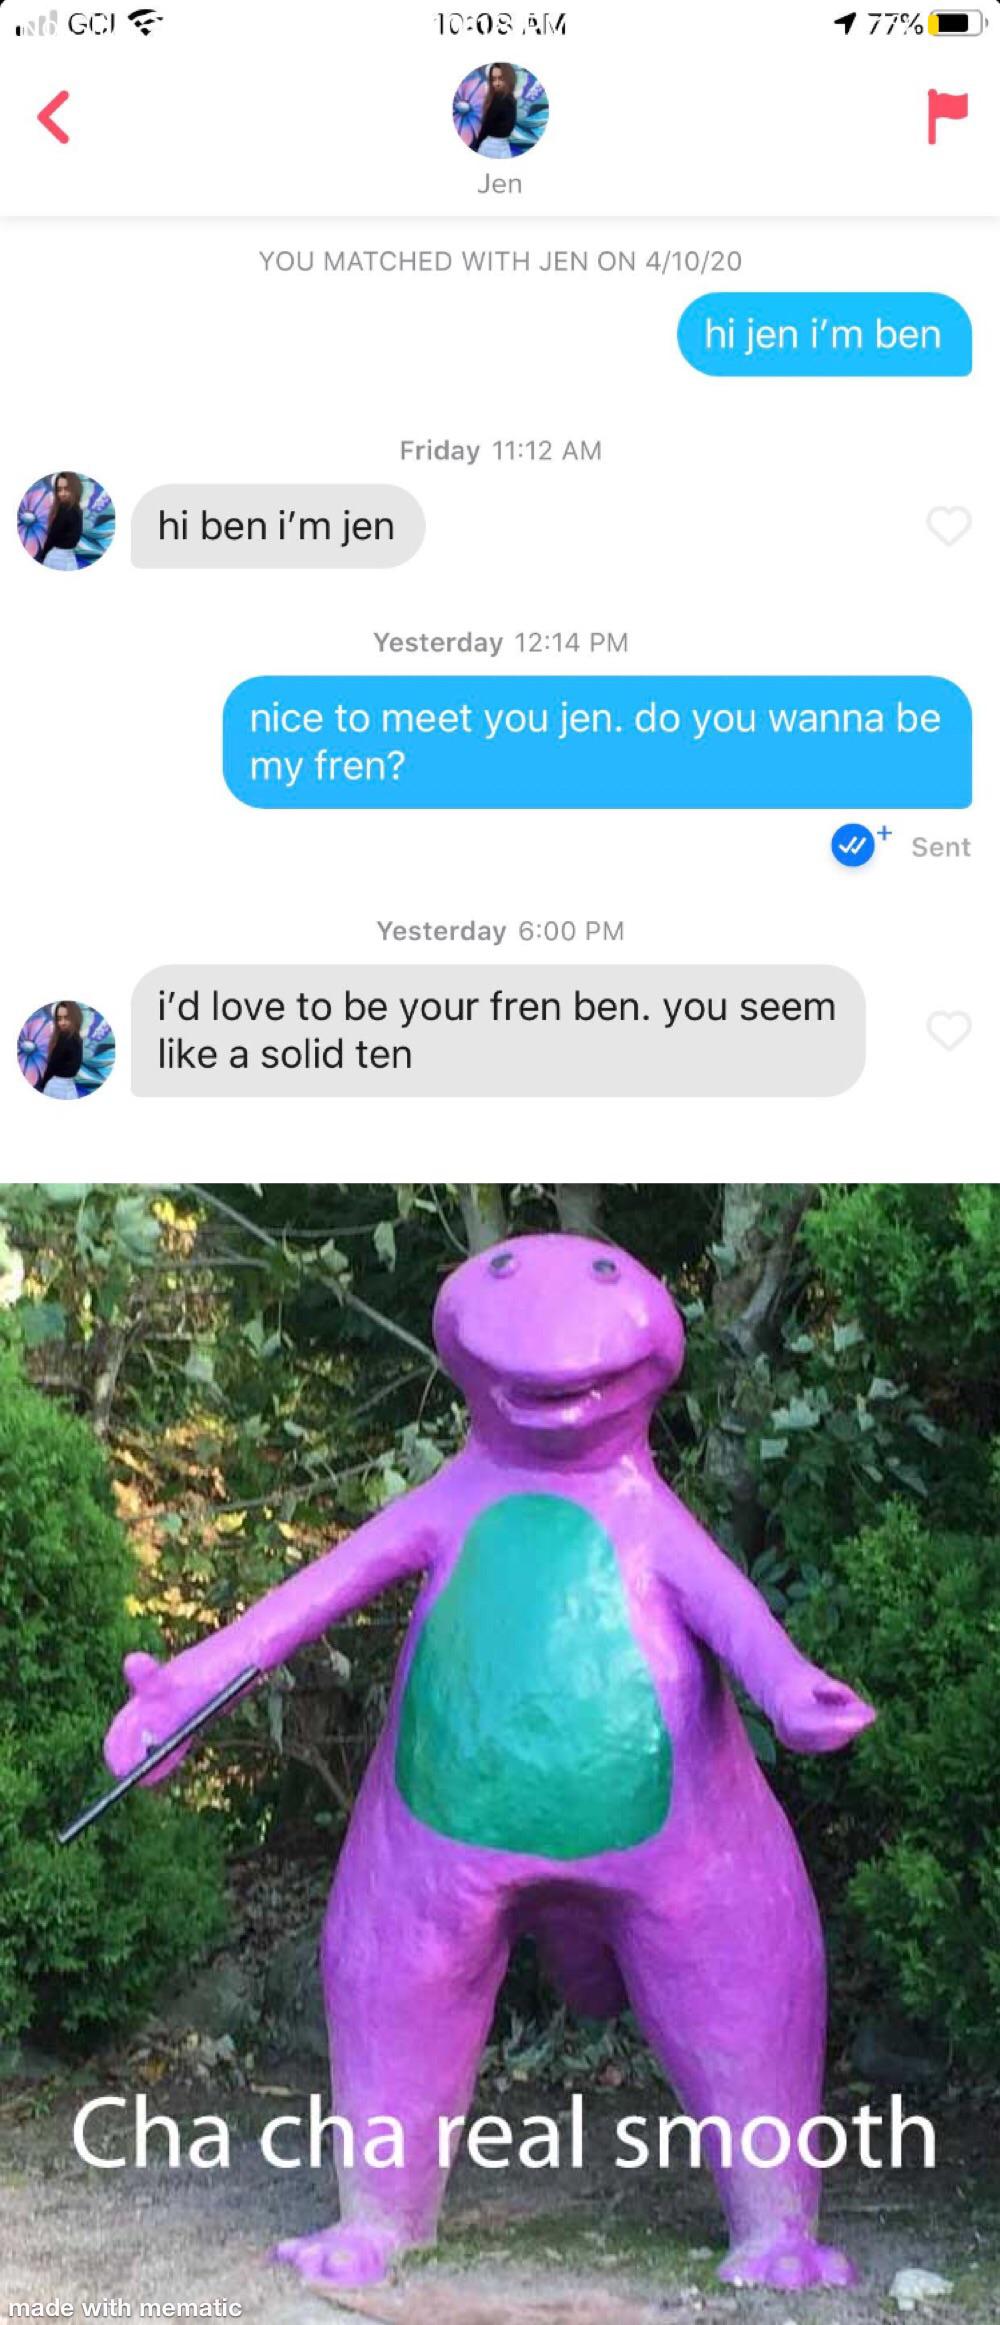 10:08 AM
77%
Jen
YOU MATCHED WITH JEN ON 4/10/20
hi jen i'm ben
Friday 11:12 AM
hi ben i'm jen
Yesterday 12:14 PM
nice to meet you jen. do you wanna be
my fren?
Sent
Yesterday 6:00 PM
i'd love to be your fren ben. you seem
like a solid ten
Cha cha real smooth
made with mematic